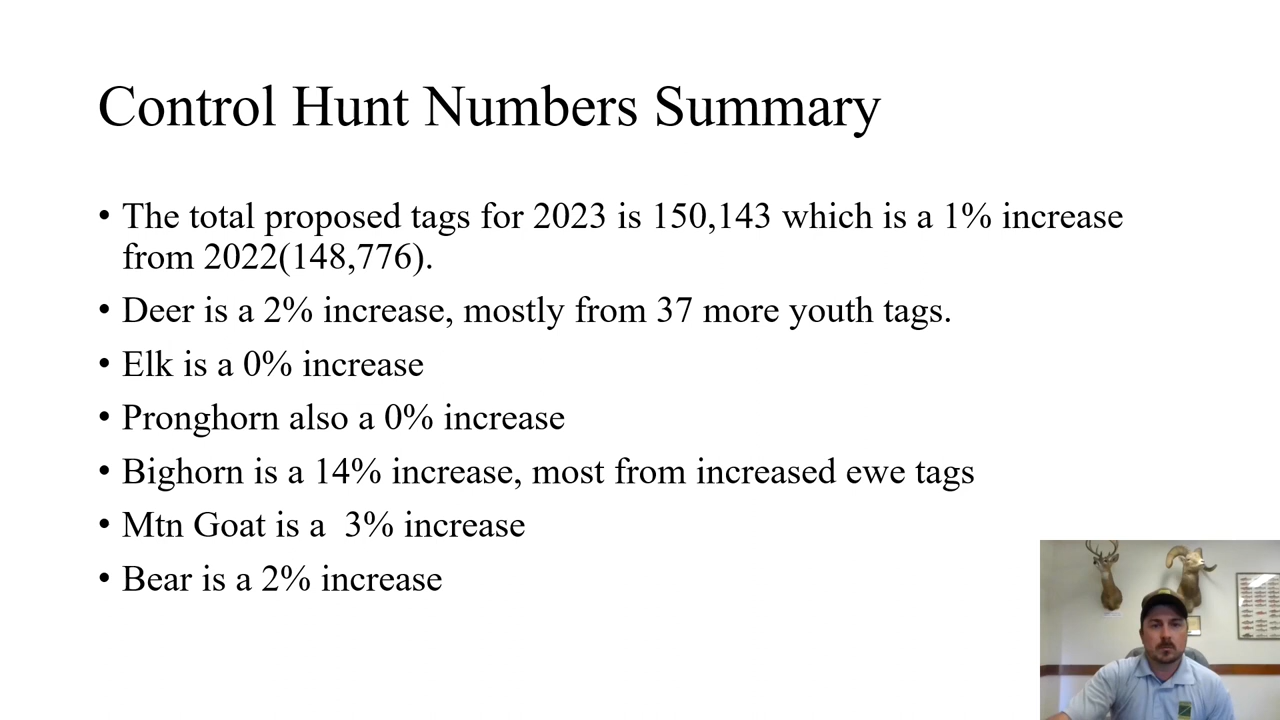 Control Hunt Numbers Summary
• The total proposed tags for 2023 is 150,143 which is a 1% increase
from 2022(148,776).
• Deer is a 2% increase, mostly from 37 more youth tags.
• Elk is a 0% increase
• Pronghorn also a 0% increase
• Bighorn is a 14% increase, most from increased ewe tags
• Mtn Goat is a  3% increase
• Bear is a 2% increase